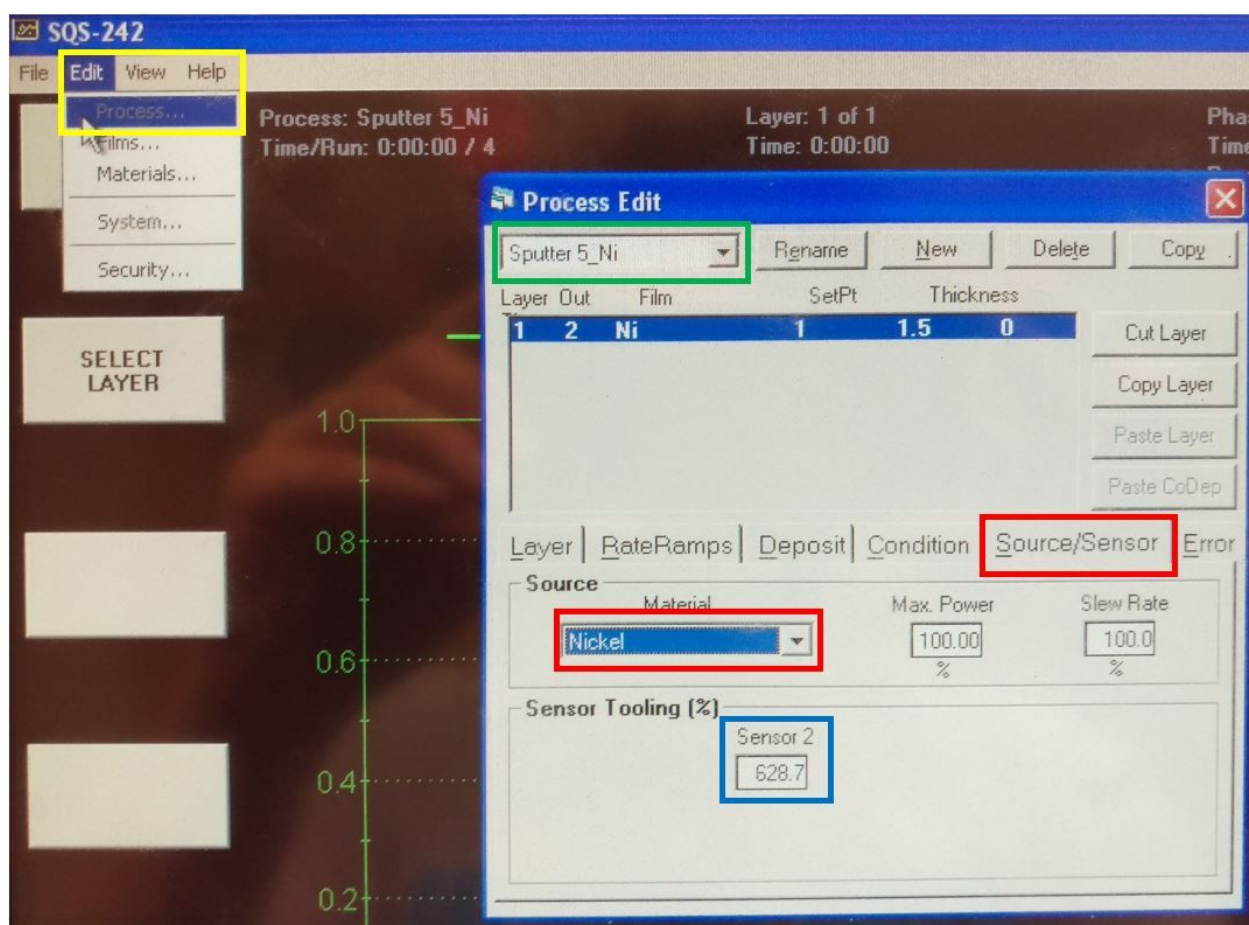 SQS-242
File Edit View Help
Process...
Films...
Materials...
System...
Security...
Process: Sputter 5_Ni
Time/Run: 0:00:00 / 4
Layer: 1 of 1
Time: 0:00:00
Pha
Time
SELECT
LAYER
1.0
0.8
0.6
0.4
0.2
Process Edit
Sputter 5_Ni Rename New Delete Copy
Layer Out Film SetPt Thickness
1 2 Ni 1 1.5 0
Cut Layer
Copy Layer
Paste Layer
Paste CoDep
Layer RateRamps Deposit Condition Source/Sensor Error
Source
Material Max. Power Slew Rate
Nickel 100.00 100.0
% %
Sensor Tooling (%)
Sensor 2
628.7